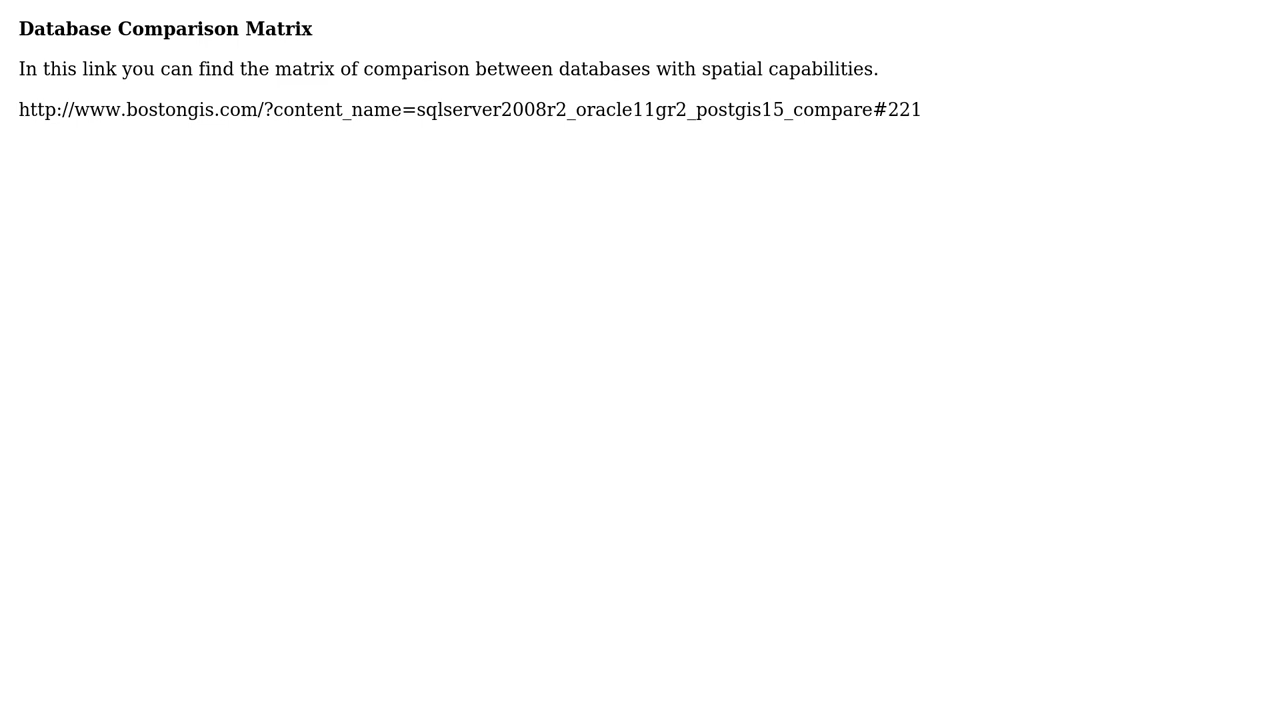 Database Comparison Matrix
In this link you can find the matrix of comparison between databases with spatial capabilities.
http://www.bostongis.com/?content_name=sqlserver2008r2_oracle11gr2_postgis15_compare#221